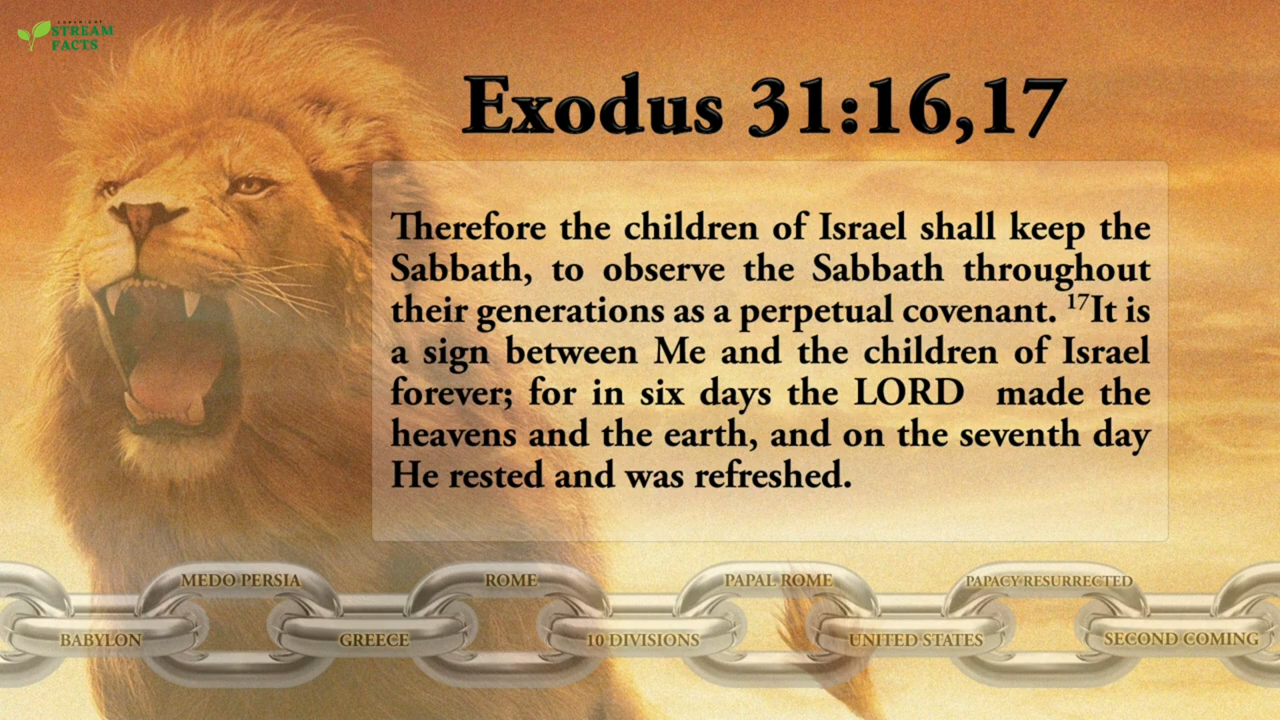 STREAM
FACTS
Exodus 31:16,17
Therefore the children of Israel shall keep the
Sabbath, to observe the Sabbath throughout
their generations as a perpetual covenant. ¹⁷It is
a sign between Me and the children of Israel
forever; for in six days the LORD made the
heavens and the earth, and on the seventh day
He rested and was refreshed.
MEDO PERSIA
ROME
PAPAL ROME
PAPACY RESURRECTED
BABYLON
GREECE
10 DIVISIONS
UNITED STATES
SECOND COMING